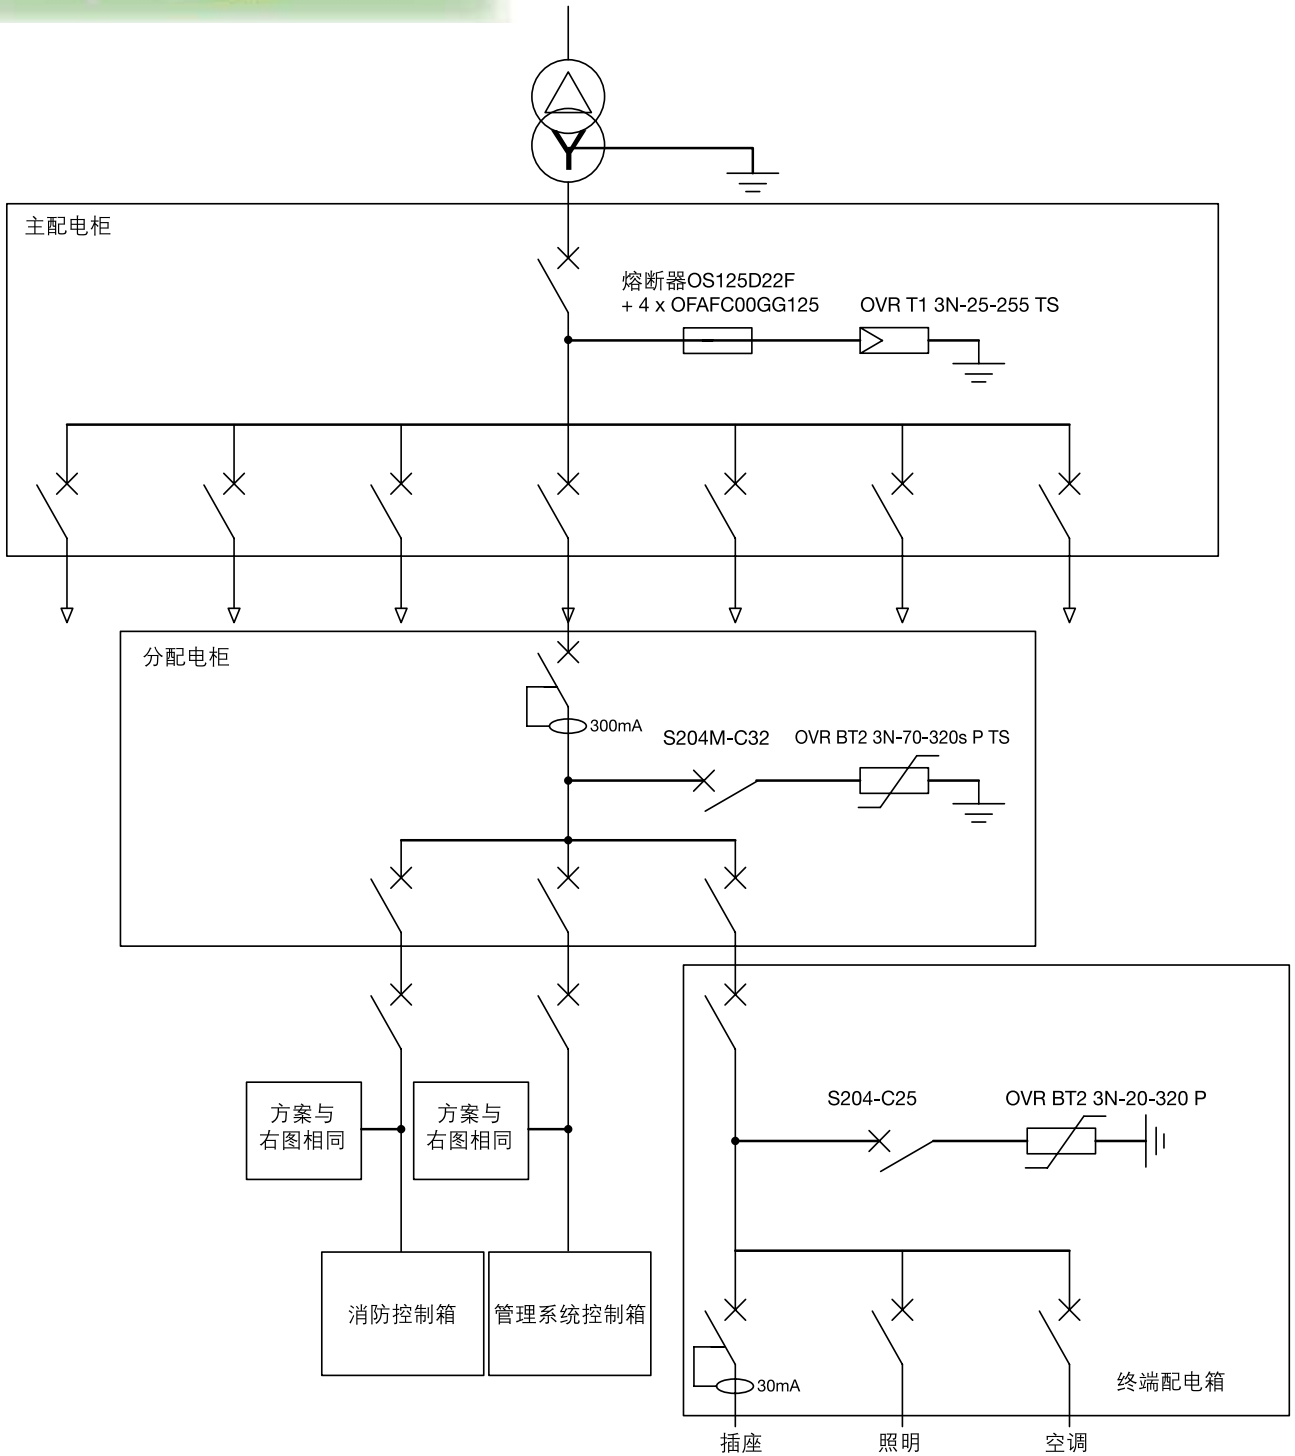 主配电柜
熔断器OS125D22F
+ 4 x OFAFC00GG125
OVR T1 3N-25-255 TS
分配电柜
300mA
S204M-C32
OVR BT2 3N-70-320s P TS
方案与
右图相同
方案与
右图相同
S204-C25
OVR BT2 3N-20-320 P
消防控制箱
管理系统控制箱
30mA
终端配电箱
插座
照明
空调